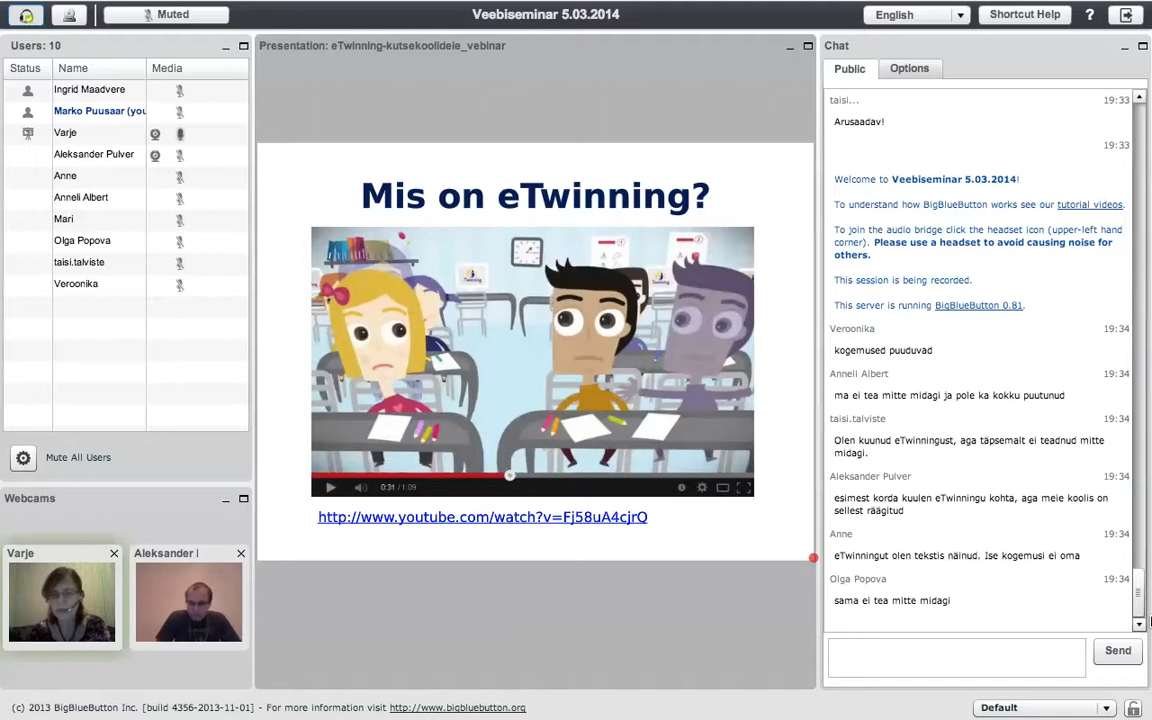 Muted
Veebiseminar 5.03.2014
English
Shortcut Help
?
Users: 10
Status Name Media
Ingrid Maadvere
Marko Puusaar (you
Varje
Aleksander Pulver
Anne
Anneli Albert
Mari
Olga Popova
taisi.talviste
Veroonika
Mute All Users
Webcams
Varje
Aleksander
Presentation: eTwinning-kutsekoolidele_vebinar
Mis on eTwinning?
0:31 / 1:09
http://www.youtube.com/watch?v=Fj58uA4cjrQ
Chat
Public Options
taisi... 19:33
Arusaadav!
19:33
Welcome to Veebiseminar 5.03.2014!
To understand how BigBlueButton works see our tutorial videos.
To join the audio bridge click the headset icon (upper-left hand
corner). Please use a headset to avoid causing noise for
others.
This session is being recorded.
This server is running BigBlueButton 0.81.
Veroonika 19:34
kogemused puuduvad
Anneli Albert 19:34
ma ei tea mitte midagi ja pole ka kokku puutunud
taisi.talviste 19:34
Olen kuunud eTwinningust, aga täpsemalt ei teadnud mitte
midagi.
Aleksander Pulver 19:34
esimest korda kuulen eTwinningu kohta, aga meie koolis on
sellest räägitud
Anne 19:34
eTwinningut olen tekstis näinud. Ise kogemusi ei oma
Olga Popova 19:34
sama ei tea mitte midagi
Send
(c) 2013 BigBlueButton Inc. [build 4356-2013-11-01] - For more information visit http://www.bigbluebutton.org
Default